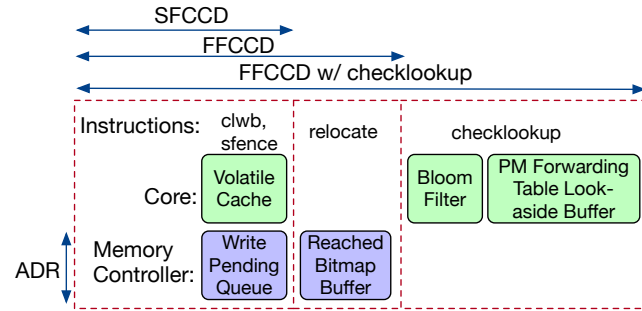 SFCCD
FFCCD
FFCCD w/ checklookup
Instructions:
clwb,
sfence
relocate
checklookup
Core:
Volatile
Cache
Bloom
Filter
PM Forwarding
Table Look-
aside Buffer
ADR
Memory
Controller:
Write
Pending
Queue
Reached
Bitmap
Buffer